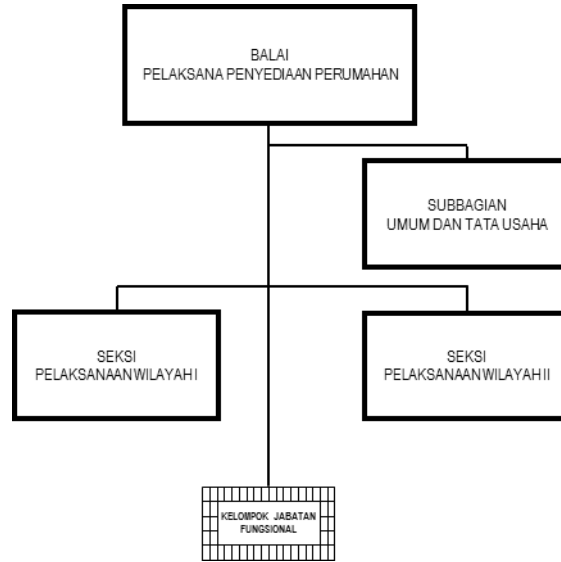 BALAI
PELAKSANA PENYEDIAAN PERUMAHAN
SUBBAGIAN
UMUM DAN TATA USAHA
SEKSI
PELAKSANAAN WILAYAH I
SEKSI
PELAKSANAAN WILAYAH II
KELOMPOK JABATAN
FUNGSIONAL